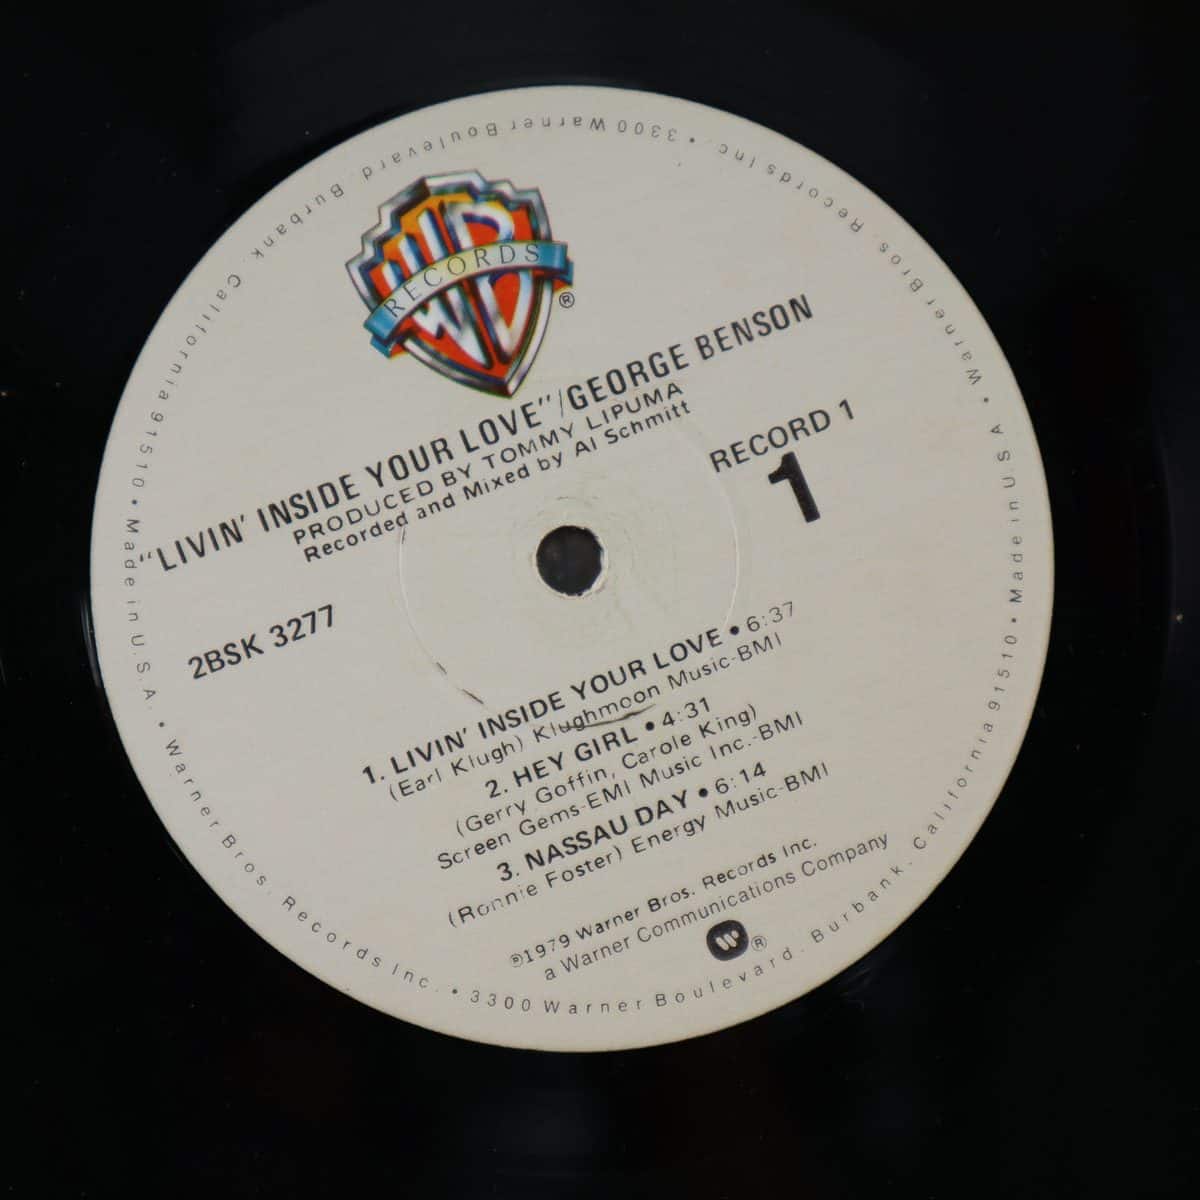 WB
RECORDS
®
"LIVIN' INSIDE YOUR LOVE"/GEORGE BENSON
PRODUCED BY TOMMY LIPUMA
Recorded and Mixed by Al Schmitt
RECORD 1
1
2BSK 3277
1. LIVIN' INSIDE YOUR LOVE • 6:37
(Earl Klugh) Klughmoon Music-BMI
2. HEY GIRL • 4:31
(Gerry Goffin, Carole King)
Screen Gems-EMI Music Inc.-BMI
3. NASSAU DAY • 6:14
(Ronnie Foster) Energy Music-BMI
℗1979 Warner Bros. Records Inc.
a Warner Communications Company
W ®
Warner Bros. Records Inc. • 3300 Warner Boulevard. Burbank. California 91510 • Made in U.S.A. • Warner Bros. Records Inc. • 3300 Warner Boulevard. Burbank. California 91510 • Made in U.S.A. •